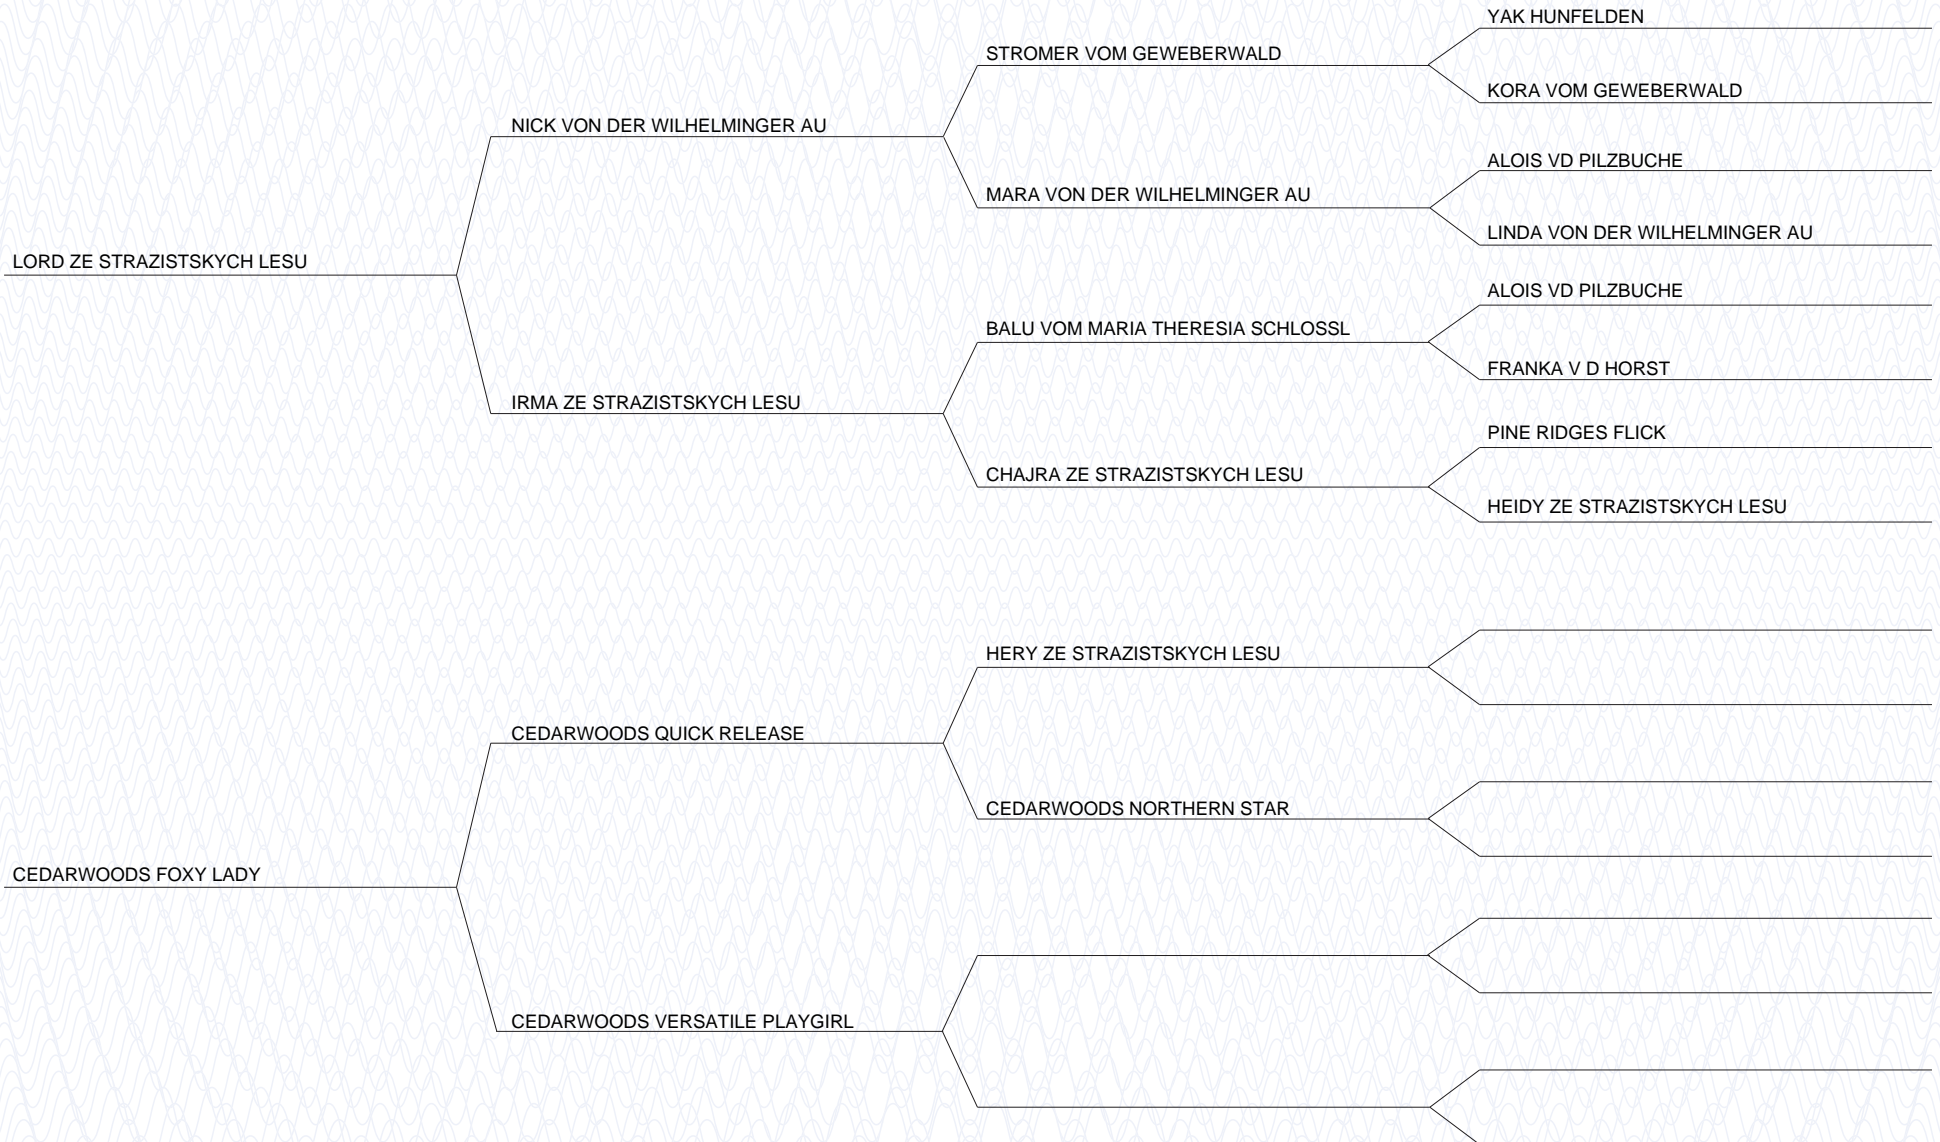 YAK HUNFELDEN
STROMER VOM GEWEBERWALD
KORA VOM GEWEBERWALD
NICK VON DER WILHELMINGER AU
ALOIS VD PILZBUCHE
MARA VON DER WILHELMINGER AU
LINDA VON DER WILHELMINGER AU
LORD ZE STRAZISTSKYCH LESU
ALOIS VD PILZBUCHE
BALU VOM MARIA THERESIA SCHLOSSL
FRANKA V D HORST
IRMA ZE STRAZISTSKYCH LESU
PINE RIDGES FLICK
CHAJRA ZE STRAZISTSKYCH LESU
HEIDY ZE STRAZISTSKYCH LESU
HERY ZE STRAZISTSKYCH LESU
CEDARWOODS QUICK RELEASE
CEDARWOODS NORTHERN STAR
CEDARWOODS FOXY LADY
CEDARWOODS VERSATILE PLAYGIRL